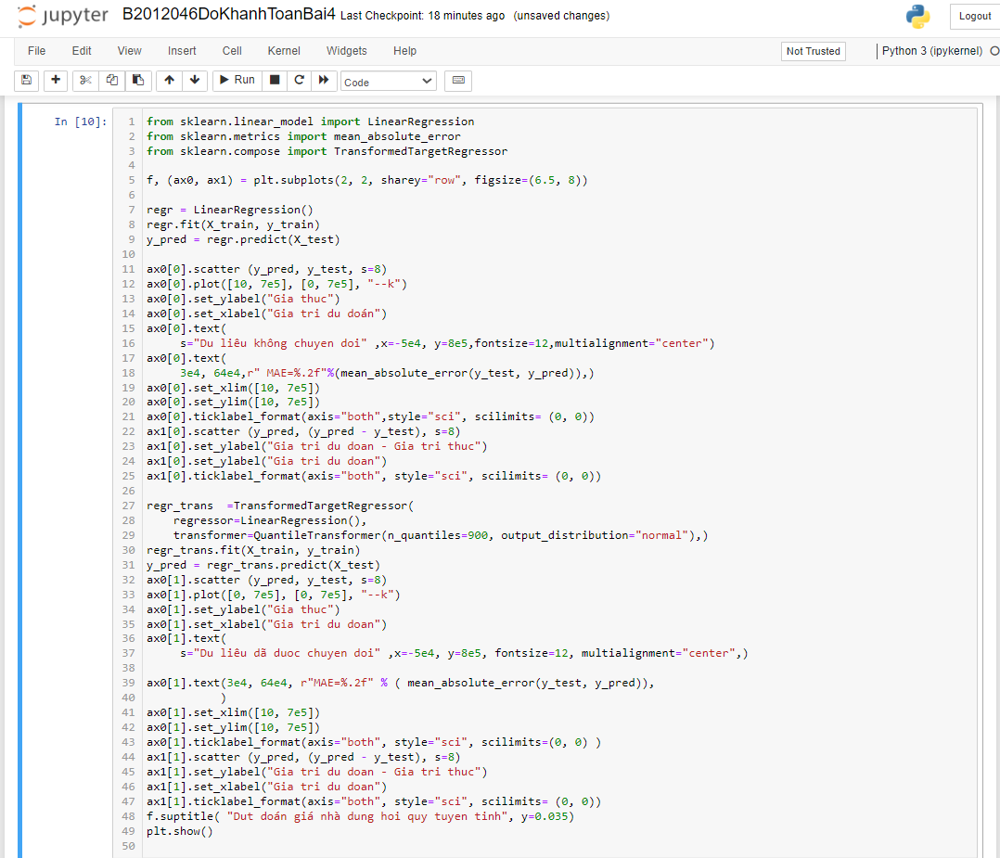 jupyter B2012046DoKhanhToanBai4 Last Checkpoint: 18 minutes ago (unsaved changes)
Logout
File Edit View Insert Cell Kernel Widgets Help
Not Trusted
Python 3 (ipykernel)
Run
Code
In [10]:
1 from sklearn.linear_model import LinearRegression
2 from sklearn.metrics import mean_absolute_error
3 from sklearn.compose import TransformedTargetRegressor
4
5 f, (ax0, ax1) = plt.subplots(2, 2, sharey="row", figsize=(6.5, 8))
6
7 regr = LinearRegression()
8 regr.fit(X_train, y_train)
9 y_pred = regr.predict(X_test)
10
11 ax0[0].scatter (y_pred, y_test, s=8)
12 ax0[0].plot([10, 7e5], [0, 7e5], "--k")
13 ax0[0].set_ylabel("Gia thuc")
14 ax0[0].set_xlabel("Gia tri du doán")
15 ax0[0].text(
16      s="Du liêu không chuyen doi" ,x=-5e4, y=8e5,fontsize=12,multialignment="center")
17 ax0[0].text(
18      3e4, 64e4,r" MAE=%.2f"%(mean_absolute_error(y_test, y_pred)),)
19 ax0[0].set_xlim([10, 7e5])
20 ax0[0].set_ylim([10, 7e5])
21 ax0[0].ticklabel_format(axis="both",style="sci", scilimits= (0, 0))
22 ax1[0].scatter (y_pred, (y_pred - y_test), s=8)
23 ax1[0].set_ylabel("Gia tri du doan - Gia tri thuc")
24 ax1[0].set_ylabel("Gia tri du doan")
25 ax1[0].ticklabel_format(axis="both", style="sci", scilimits= (0, 0))
26
27 regr_trans  =TransformedTargetRegressor(
28     regressor=LinearRegression(),
29     transformer=QuantileTransformer(n_quantiles=900, output_distribution="normal"),)
30 regr_trans.fit(X_train, y_train)
31 y_pred = regr_trans.predict(X_test)
32 ax0[1].scatter (y_pred, y_test, s=8)
33 ax0[1].plot([0, 7e5], [0, 7e5], "--k")
34 ax0[1].set_ylabel("Gia thuc")
35 ax0[1].set_xlabel("Gia tri du doan")
36 ax0[1].text(
37      s="Du liêu dã duoc chuyen doi" ,x=-5e4, y=8e5, fontsize=12, multialignment="center",)
38
39 ax0[1].text(3e4, 64e4, r"MAE=%.2f" % ( mean_absolute_error(y_test, y_pred)),
40            )
41 ax0[1].set_xlim([10, 7e5])
42 ax0[1].set_ylim([10, 7e5])
43 ax0[1].ticklabel_format(axis="both", style="sci", scilimits=(0, 0) )
44 ax1[1].scatter (y_pred, (y_pred - y_test), s=8)
45 ax1[1].set_ylabel("Gia tri du doan - Gia tri thuc")
46 ax1[1].set_xlabel("Gia tri du doan")
47 ax1[1].ticklabel_format(axis="both", style="sci", scilimits= (0, 0))
48 f.suptitle( "Dut doán giá nhà dung hoi quy tuyen tinh", y=0.035)
49 plt.show()
50